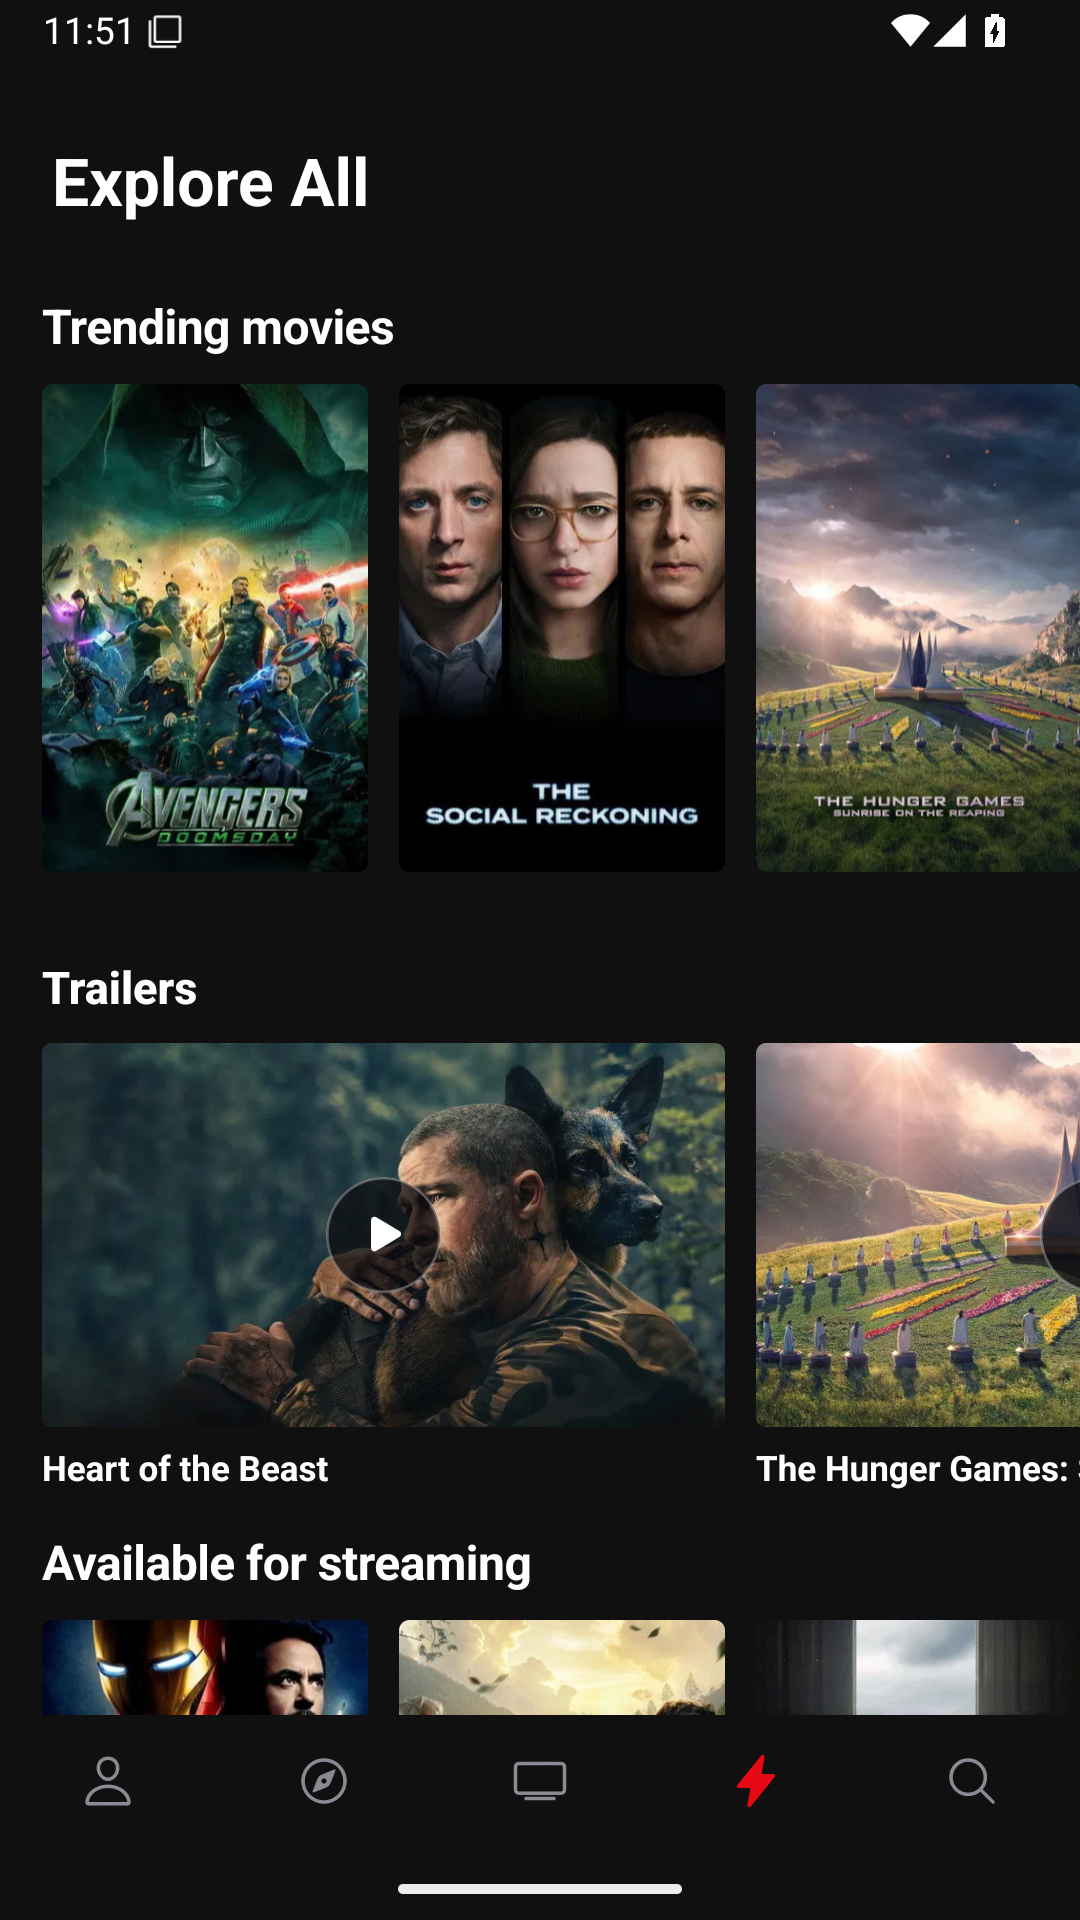 11:51
Explore All
Trending movies
AVENGERS
DOOMSDAY
THE
SOCIAL RECKONING
THE HUNGER GAMES
SUNRISE ON THE REAPING
Trailers
Heart of the Beast
The Hunger Games:
Available for streaming